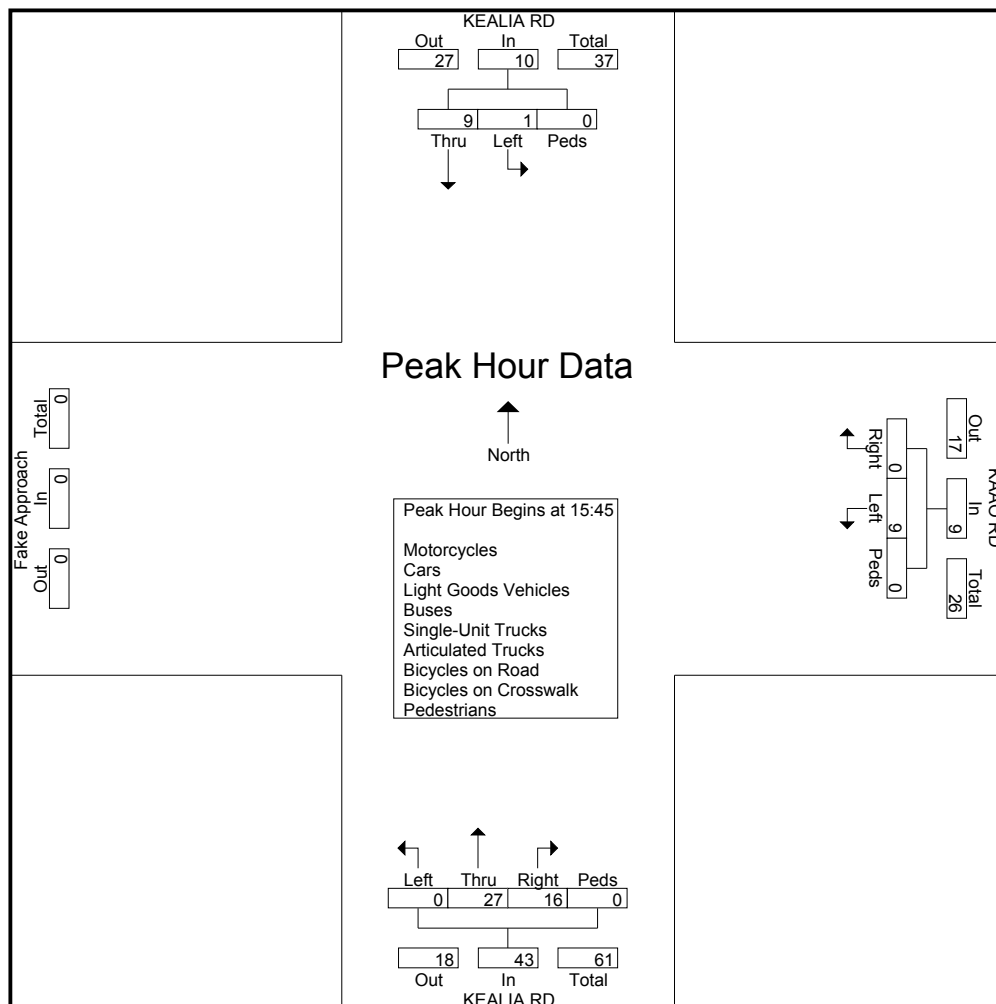 KEALIA RD
Out In Total
27 10 37
9 1 0
Thru Left Peds
Peak Hour Data
North
Peak Hour Begins at 15:45
Motorcycles
Cars
Light Goods Vehicles
Buses
Single-Unit Trucks
Articulated Trucks
Bicycles on Road
Bicycles on Crosswalk
Pedestrians
Fake Approach
Out In Total
0 0 0
RD
Out In Total
17 9 26
0 9 0
Right Left Peds
Left Thru Right Peds
0 27 16 0
18 43 61
Out In Total
KEALIA RD